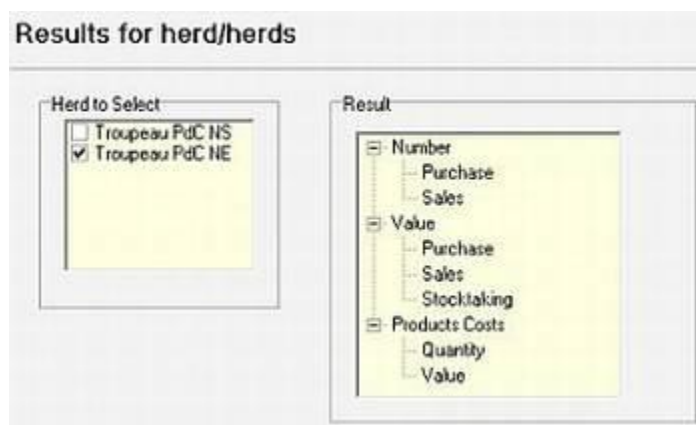 Results for herd/herds
Herd to Select
Troupeau PdC NS
Troupeau PdC NE
Result
Number
Purchase
Sales
Value
Purchase
Sales
Stocktaking
Products Costs
Quantity
Value